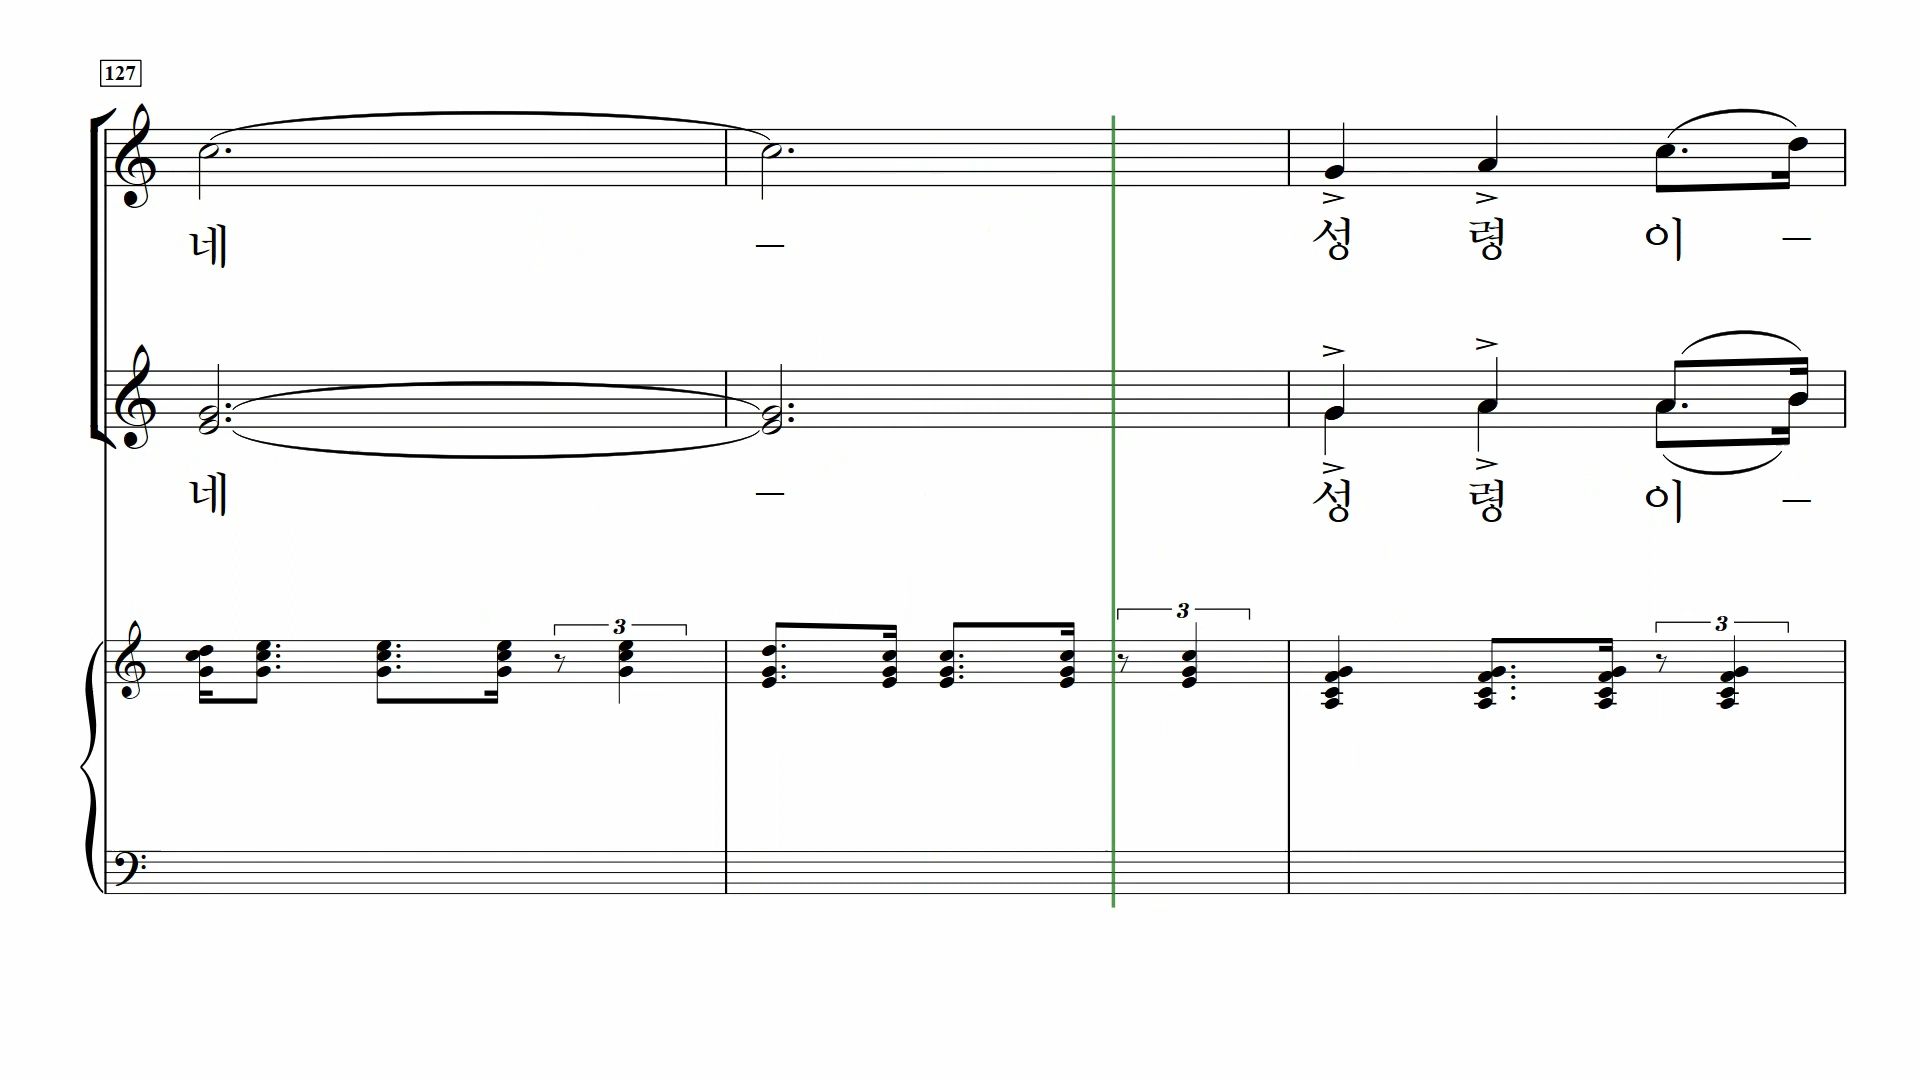 127
네 – 성 령 이 –
네 – 성 령 이 –
3 3 3